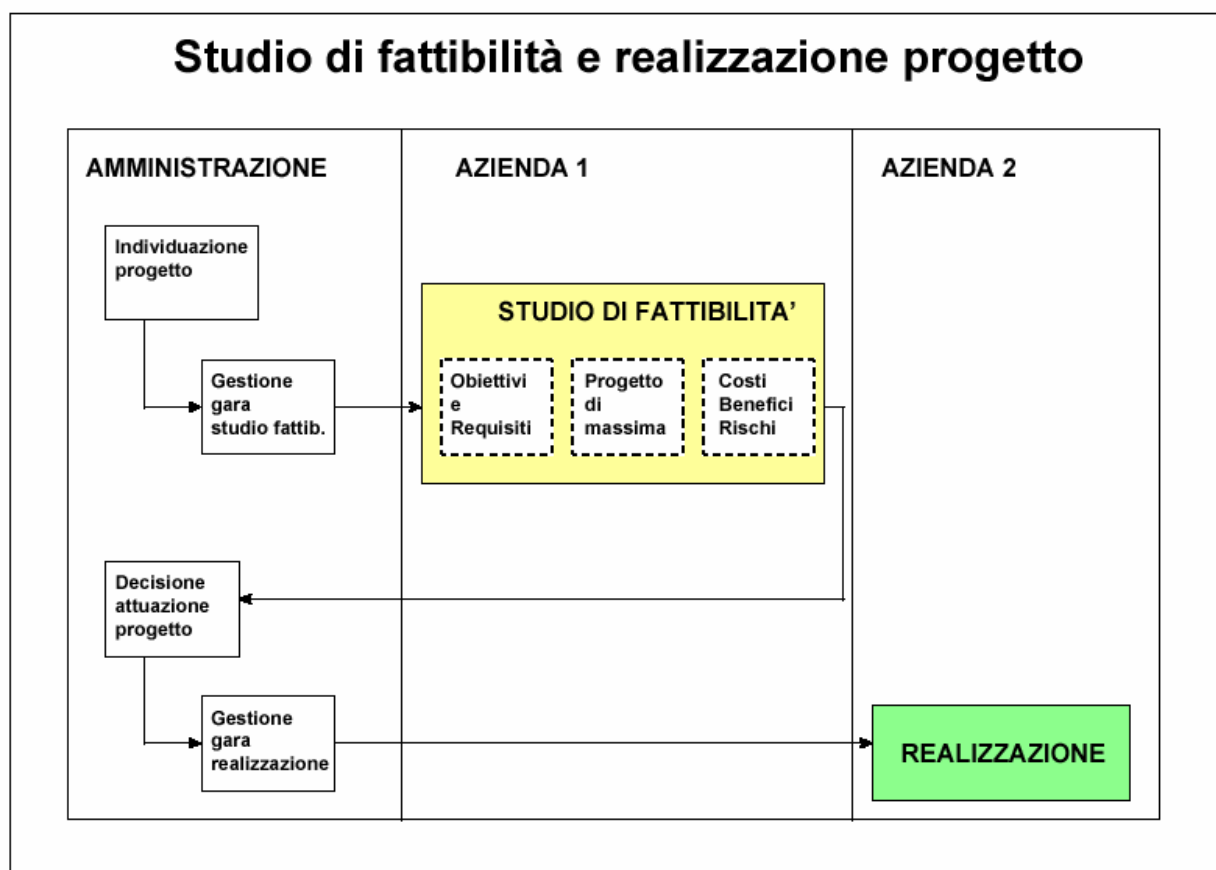 Studio di fattibilità e realizzazione progetto
AMMINISTRAZIONE
AZIENDA 1
AZIENDA 2
Individuazione
progetto
Gestione
gara
studio fattib.
STUDIO DI FATTIBILITA’
Obiettivi
e
Requisiti
Progetto
di
massima
Costi
Benefici
Rischi
Decisione
attuazione
progetto
Gestione
gara
realizzazione
REALIZZAZIONE